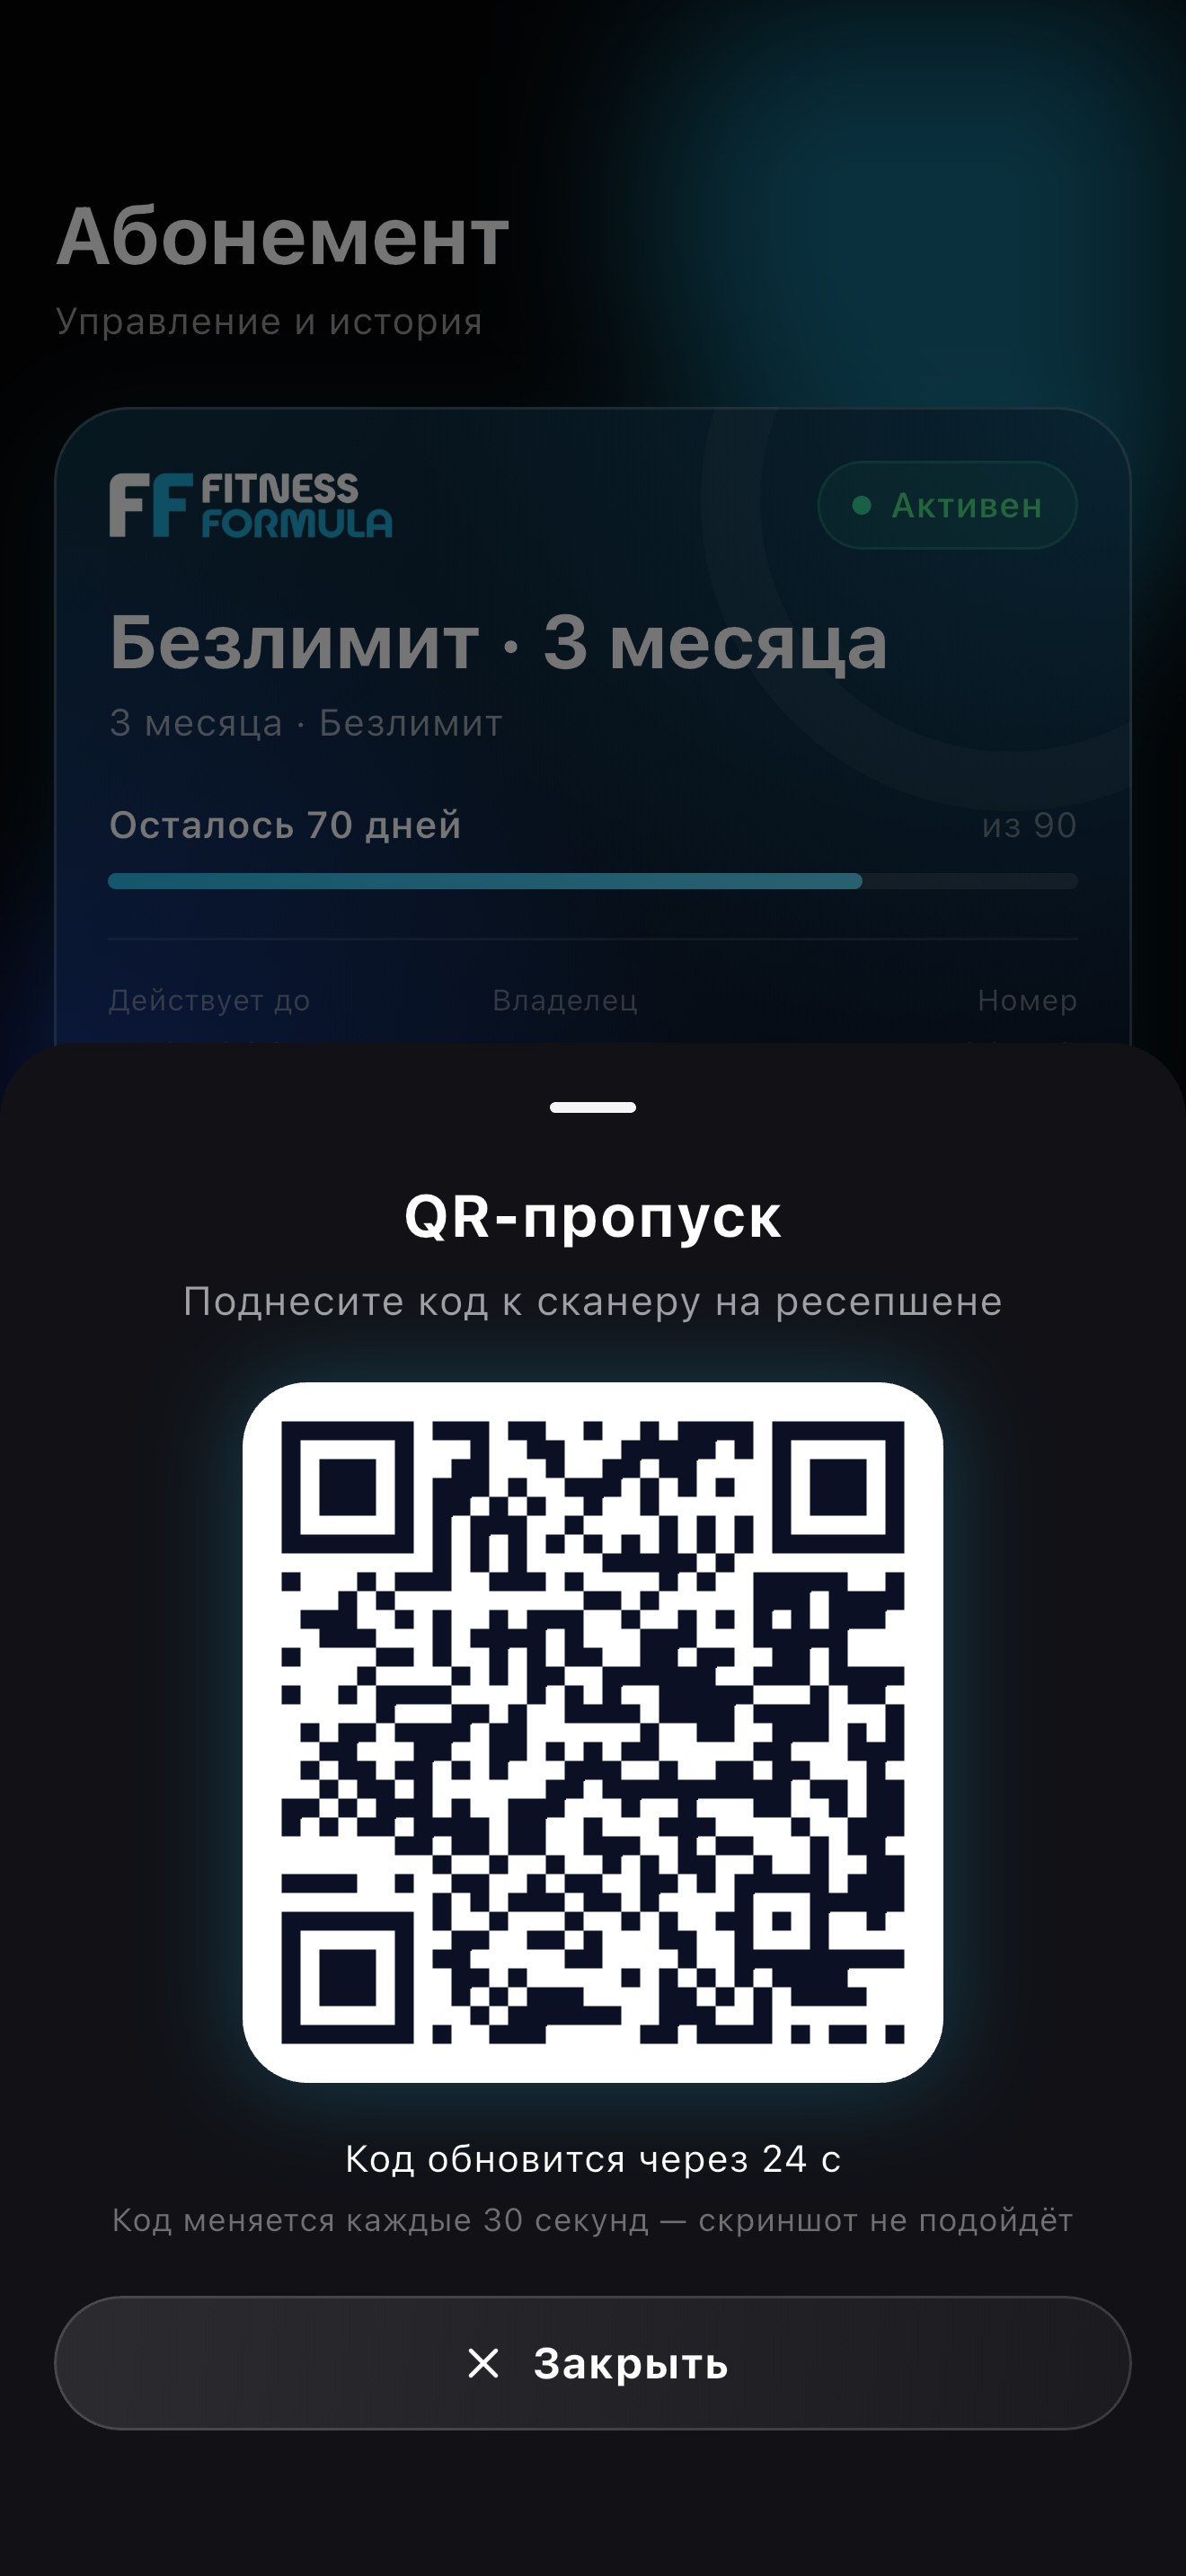 Абонемент
Управление и история
FF FITNESS
FORMULA
Активен
Безлимит · 3 месяца
3 месяца · Безлимит
Осталось 70 дней
из 90
Действует до
Владелец
Номер
QR-пропуск
Поднесите код к сканеру на ресепшене
Код обновится через 24 с
Код меняется каждые 30 секунд — скриншот не подойдёт
Закрыть